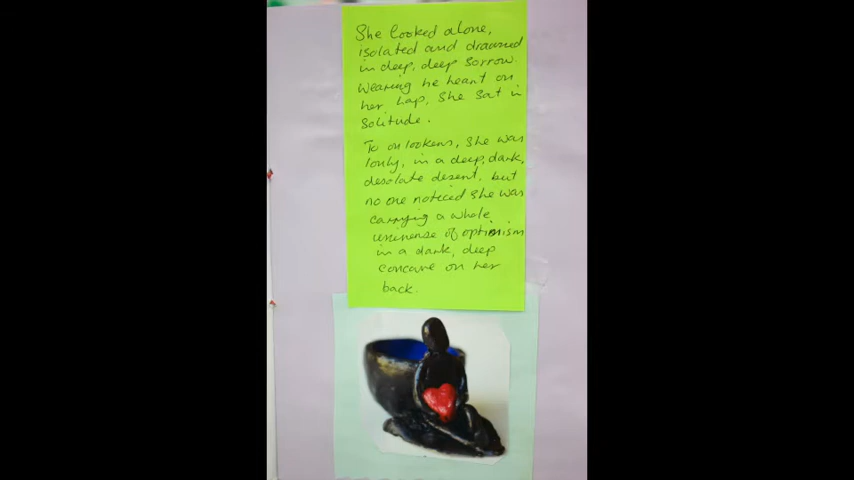 She looked alone,
isolated and drowned
in deep, deep sorrow.
Wearing he heart on
her lap, She sat in
Solitude.
To onlookers, She was
lonly, in a deep, dark,
desolate desert, but
no one noticed She was
carrying a whole
of optimism
in a dark, deep
concave on her
back.